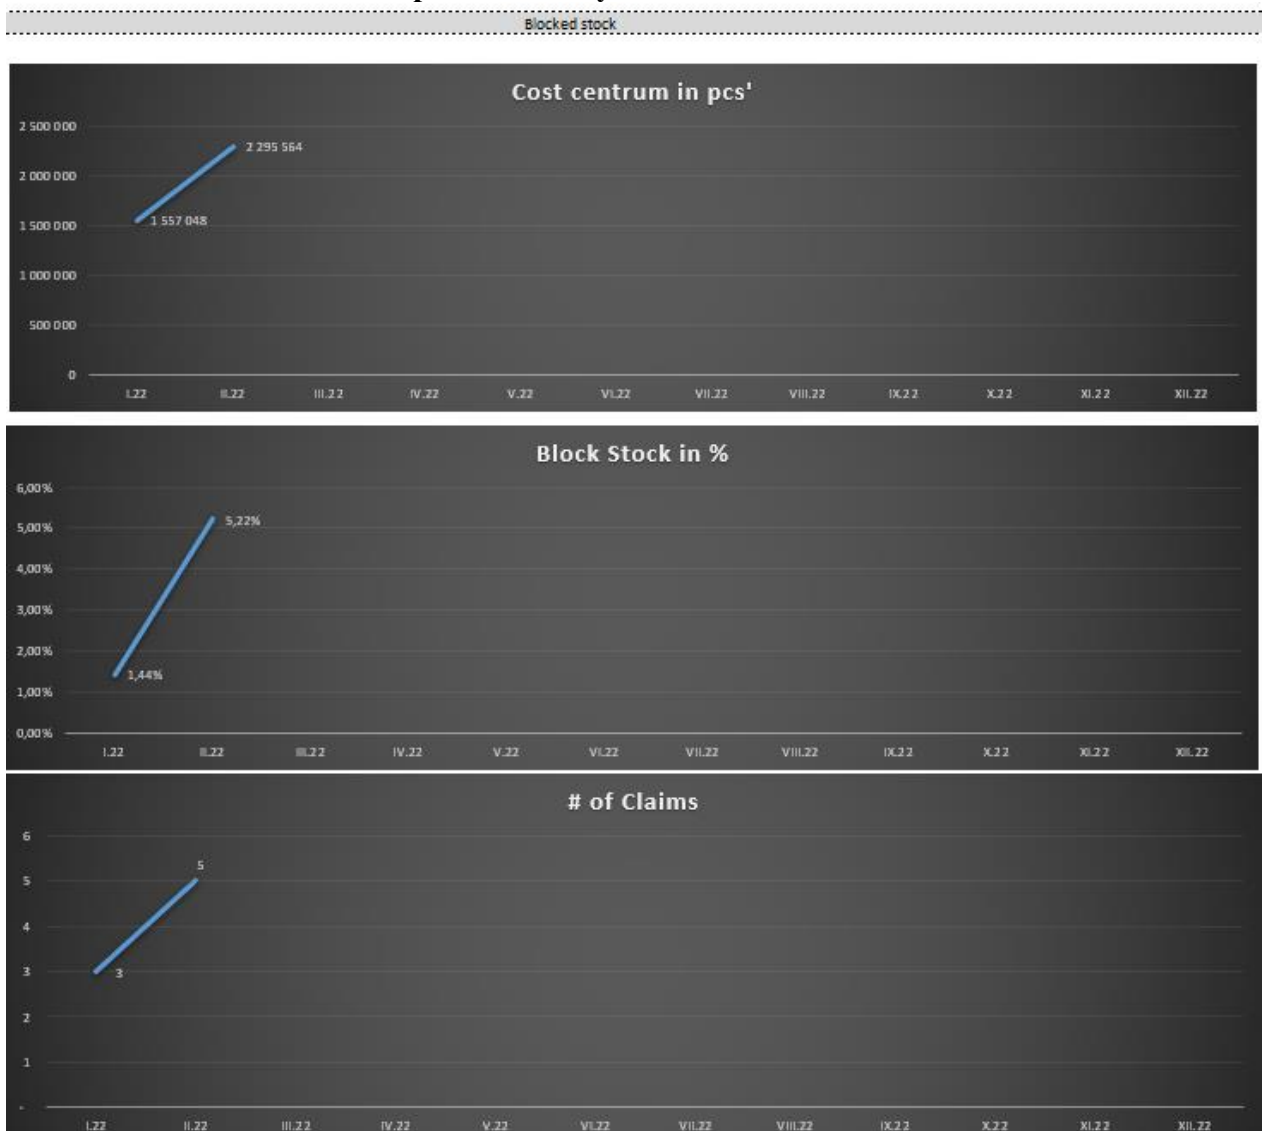 Blocked stock
Cost centrum in pcs'
2 500 000
2 295 564
2 000 000
1 557 048
1 500 000
1 000 000
500 000
0
I.22 II.22 III.22 IV.22 V.22 VI.22 VII.22 VIII.22 IX.22 X.22 XI.22 XII.22
Block Stock in %
6,00%
5,22%
5,00%
4,00%
3,00%
2,00%
1,44%
1,00%
0,00%
I.22 II.22 III.22 IV.22 V.22 VI.22 VII.22 VIII.22 IX.22 X.22 XI.22 XII.22
# of Claims
6
5
5
4
3
3
2
1
-
I.22 II.22 III.22 IV.22 V.22 VI.22 VII.22 VIII.22 IX.22 X.22 XI.22 XII.22